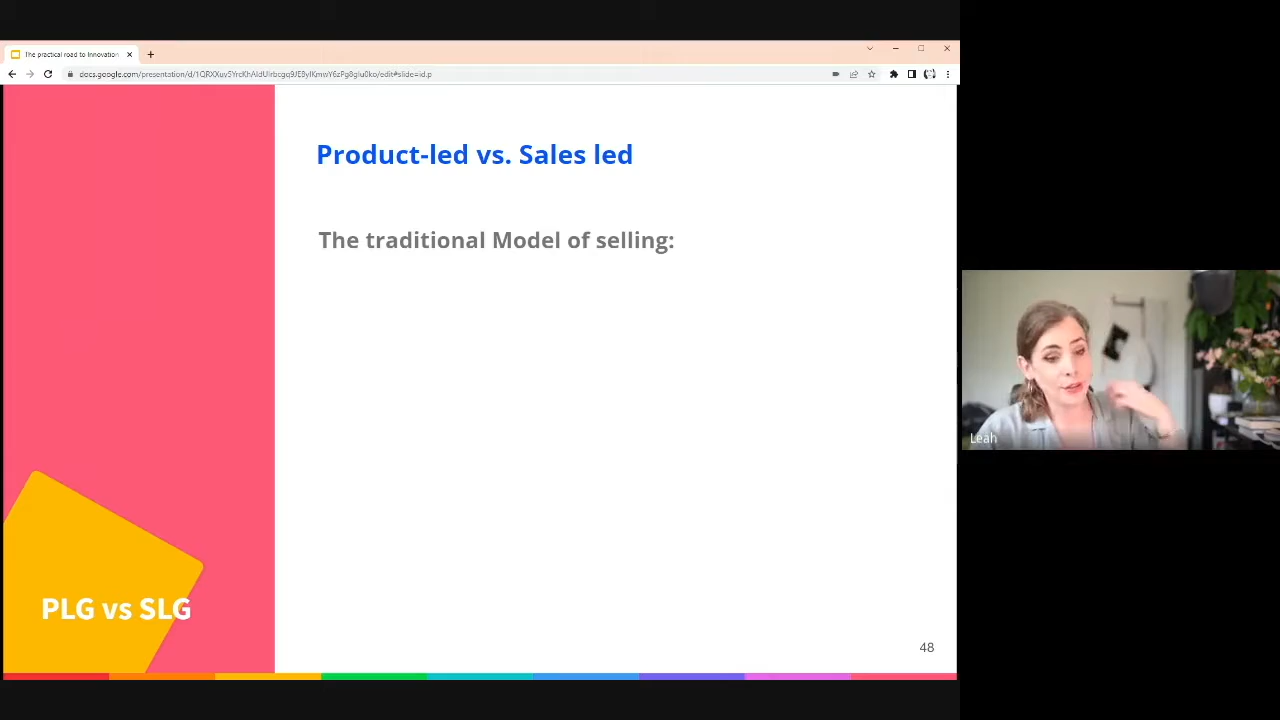 The practical road to Innovation
Product-led vs. Sales led
The traditional Model of selling:
Leah
PLG vs SLG
48